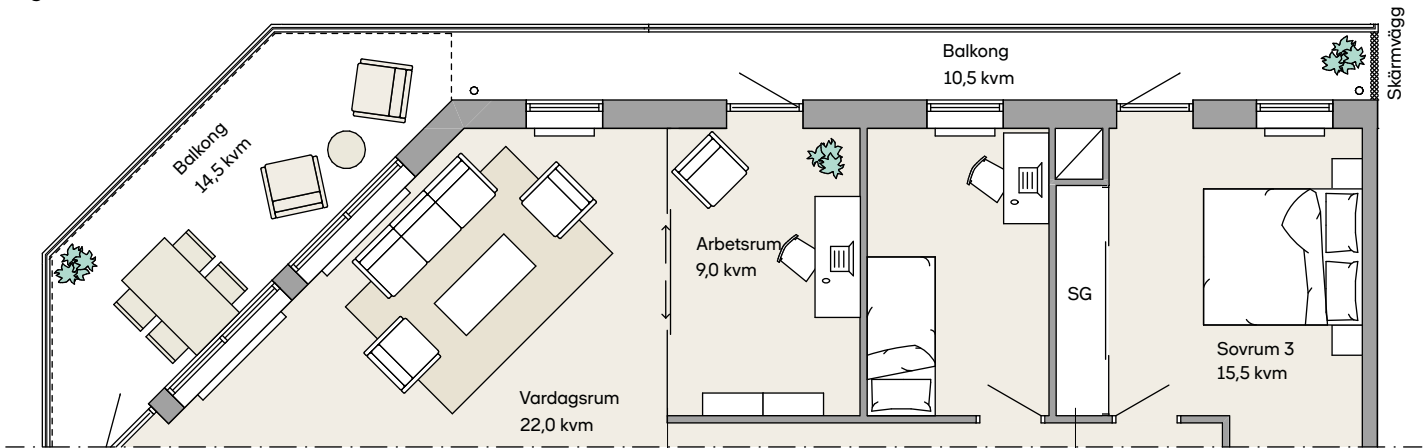 Balkong
10,5 kvm
Skärmvägg
Balkong
14,5 kvm
Arbetsrum
9,0 kvm
SG
Sovrum 3
15,5 kvm
Vardagsrum
22,0 kvm